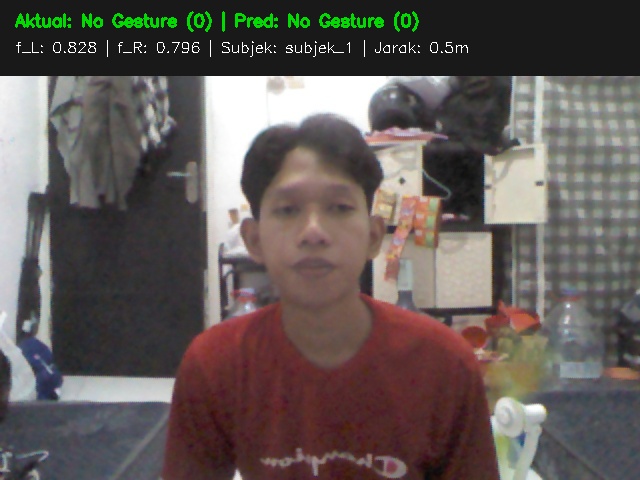 Aktual: No Gesture (0) | Pred: No Gesture (0)
f_L: 0.828 | f_R: 0.796 | Subjek: subjek_1 | Jarak: 0.5m
Champion